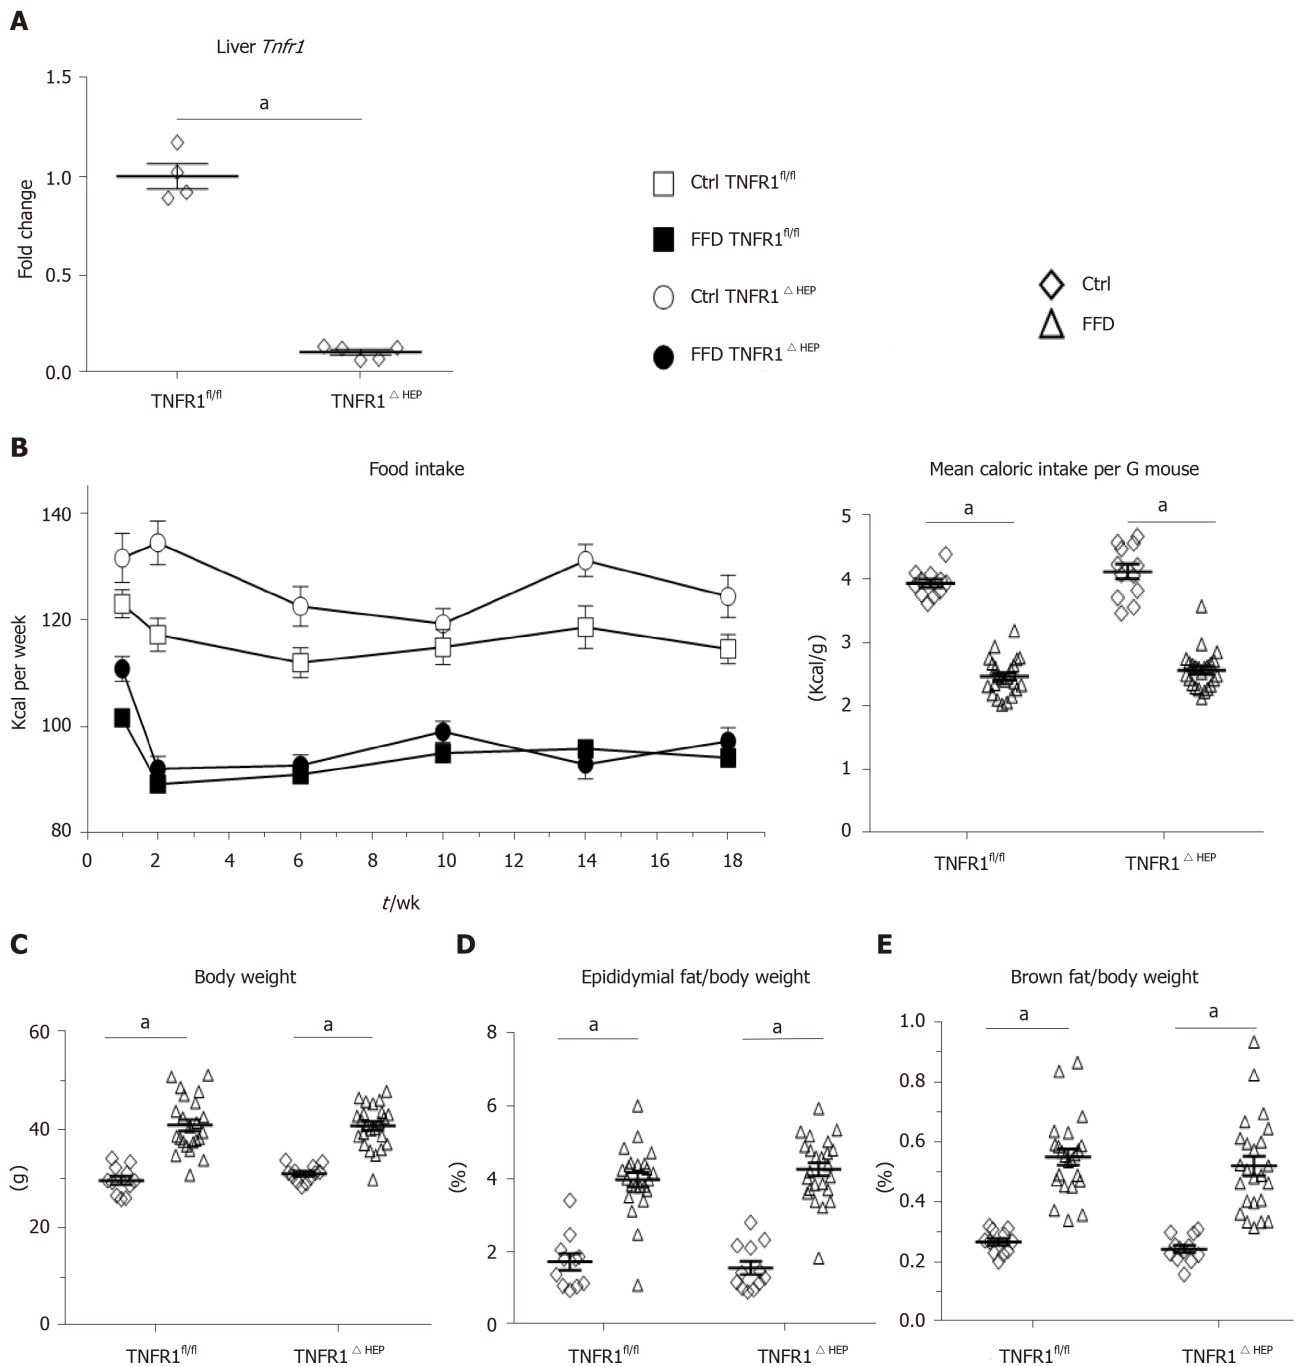 A
Liver Tnfr1
1.5
a
1.0
0.5
0.0
Fold change
TNFR1fl/fl
TNFR1△ HEP
Ctrl TNFR1fl/fl
FFD TNFR1fl/fl
Ctrl TNFR1△ HEP
FFD TNFR1△ HEP
Ctrl
FFD
B
Food intake
140
120
100
80
Kcal per week
0 2 4 6 8 10 12 14 16 18
t/wk
Mean caloric intake per G mouse
a a
5
4
3
2
1
0
(Kcal/g)
TNFR1fl/fl
TNFR1△ HEP
C
Body weight
a a
60
40
20
0
(g)
TNFR1fl/fl
TNFR1△ HEP
D
Epididymial fat/body weight
a a
8
6
4
2
0
(%)
TNFR1fl/fl
TNFR1△ HEP
E
Brown fat/body weight
a a
1.0
0.8
0.6
0.4
0.2
0.0
(%)
TNFR1fl/fl
TNFR1△ HEP